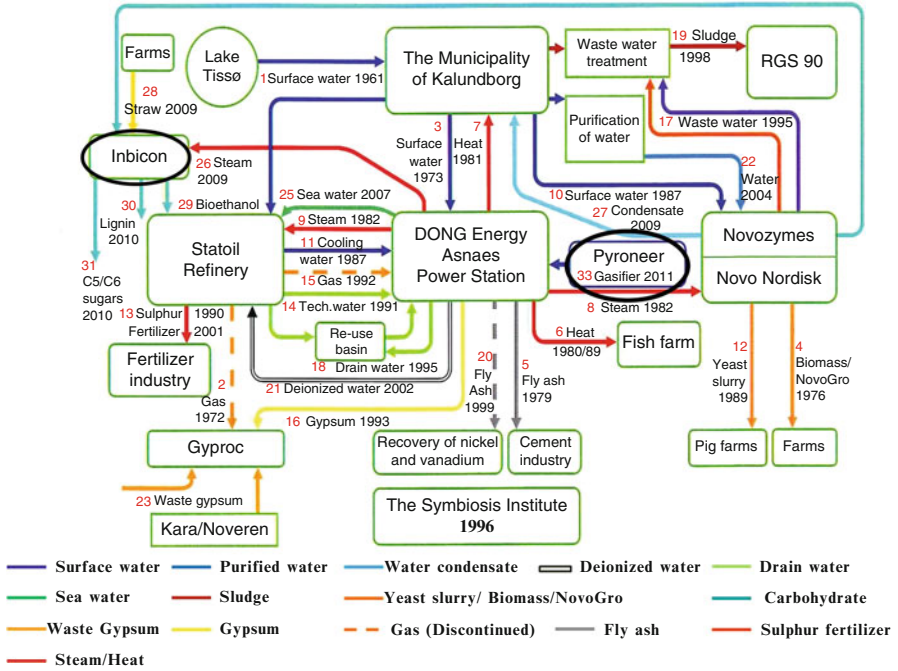 Farms
Lake
Tissø
The Municipality
of Kalundborg
Waste water
treatment
19 Sludge
1998
RGS 90
1Surface water 1961
28
Straw 2009
Purification
of water
17 Waste water 1995
3
Surface
water
1973
7
Heat
1981
Inbicon
26 Steam
2009
22
Water
2004
10 Surface water 1987
27 Condensate
2009
25 Sea water 2007
9 Steam 1982
30
Lignin
2010
29 Bioethanol
Statoil
Refinery
11 Cooling
water 1987
DONG Energy
Asnaes
Power Station
Pyroneer
33 Gasifier 2011
Novozymes
Novo Nordisk
31
C5/C6
sugars
2010
15 Gas 1992
14 Tech.water 1991
8 Steam 1982
13 Sulphur 1990
Fertilizer 2001
Re-use
basin
6 Heat
1980/89
Fish farm
Fertilizer
industry
18 Drain water 1995
20
Fly
Ash
1999
5
Fly ash
1979
12
Yeast
slurry
1989
4
Biomass/
NovoGro
1976
2
Gas
1972
21 Deionized water 2002
16 Gypsum 1993
Gyproc
Recovery of nickel
and vanadium
Cement
industry
Pig farms
Farms
23 Waste gypsum
Kara/Noveren
The Symbiosis Institute
1996
Surface water
Purified water
Water condensate
Deionized water
Drain water
Sea water
Sludge
Yeast slurry/ Biomass/NovoGro
Carbohydrate
Waste Gypsum
Gypsum
Gas (Discontinued)
Fly ash
Sulphur fertilizer
Steam/Heat